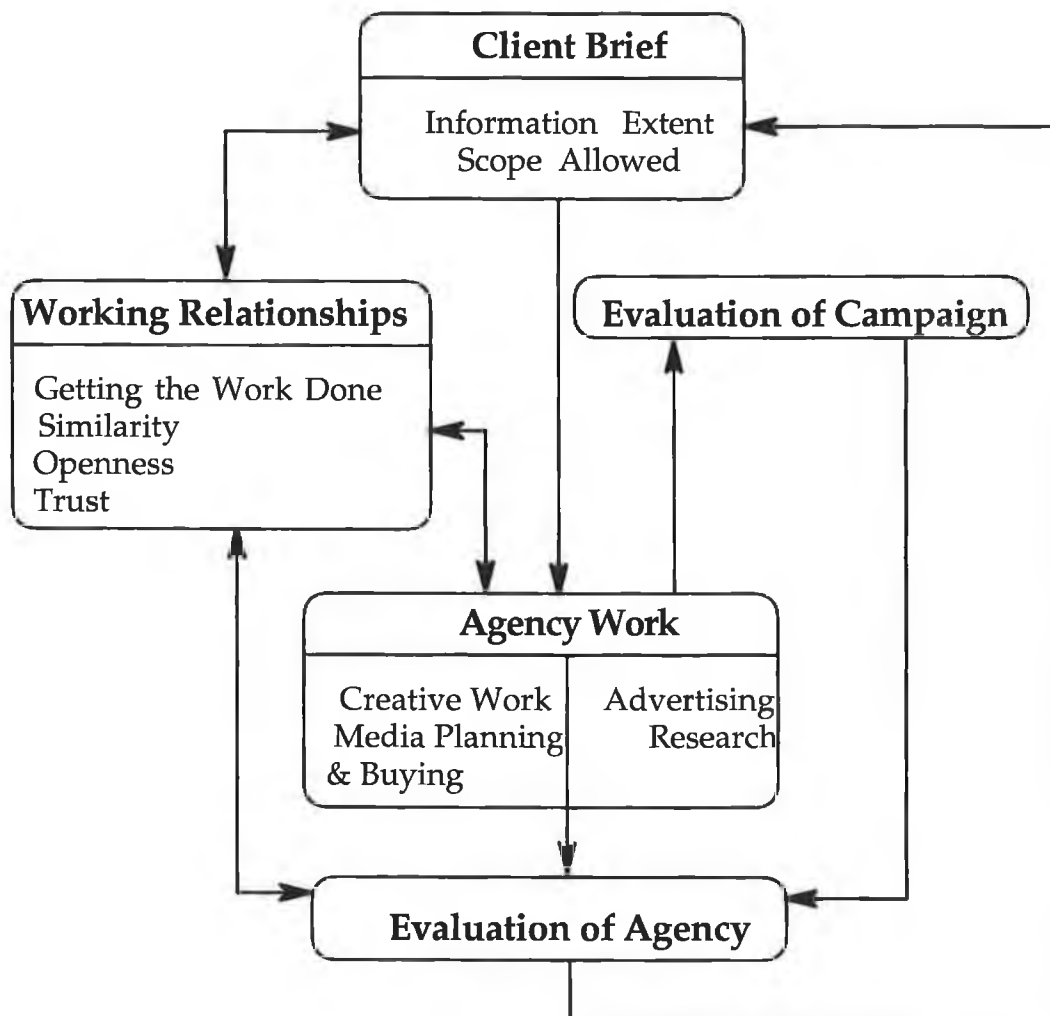 Client Brief
Information Extent
Scope Allowed
Working Relationships
Getting the Work Done
Similarity
Openness
Trust
Evaluation of Campaign
Agency Work
Creative Work
Media Planning
& Buying
Advertising
Research
Evaluation of Agency